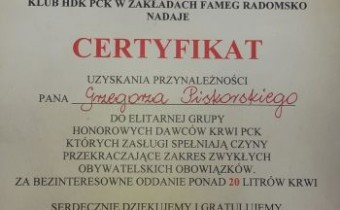 KLUB HDK PCK W ZAKŁADACH FAMEG RADOMSKO
NADAJE
CERTYFIKAT
UZYSKANIA PRZYNALEŻNOŚCI
PANA Grzegorza Piskorskiego
DO ELITARNEJ GRUPY
HONOROWYCH DAWCÓW KRWI PCK
KTÓRYCH ZASŁUGI SPEŁNIAJĄ CZYNY
PRZEKRACZAJĄCE ZAKRES ZWYKŁYCH
OBYWATELSKICH OBOWIĄZKÓW.
ZA BEZINTERESOWNE ODDANIE PONAD 20 LITRÓW KRWI
SERDECZNIE DZIĘKUJEMY I GRATULUJEMY